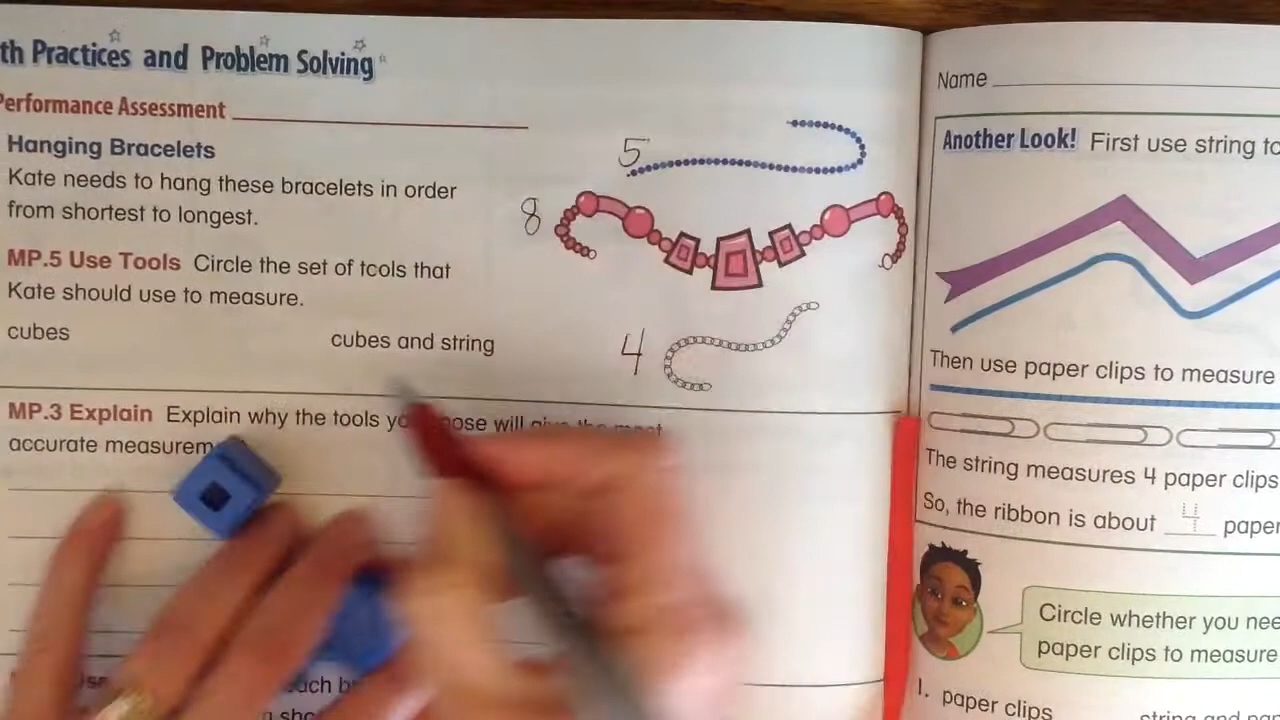 th Practices and Problem Solving
Performance Assessment
Hanging Bracelets
Kate needs to hang these bracelets in order
from shortest to longest.
MP.5 Use Tools Circle the set of tools that
Kate should use to measure.
cubes
cubes and string
5
8
4
MP.3 Explain Explain why the tools
will
accurate
Name
Another Look! First use string to
Then use paper clips to measure
The string measures 4 paper clips
So, the ribbon is about 4 paper
Circle whether you nee
paper clips to measure
1. paper clips
string and